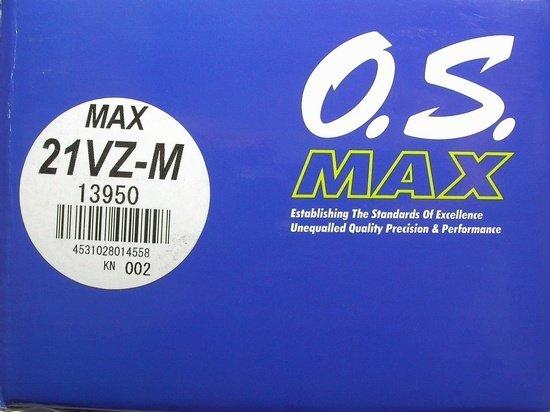 MAX
21VZ-M
13950
4531028014558
KN 002
O.S.
MAX
Establishing The Standards Of Excellence
Unequalled Quality Precision & Performance